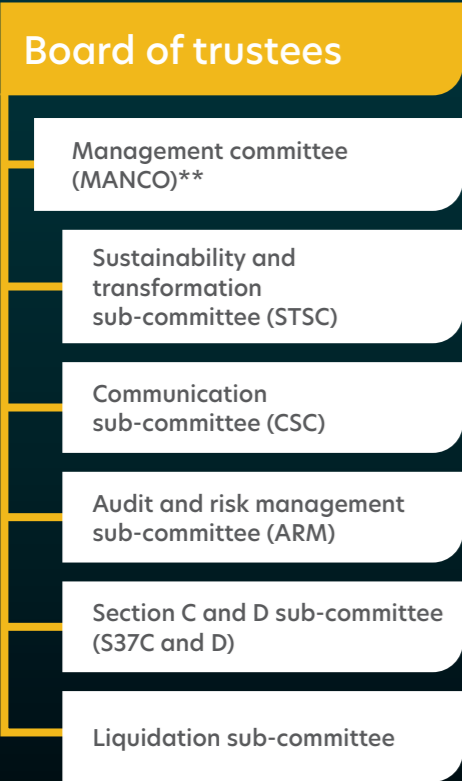 Board of trustees
Management committee
(MANCO)**
Sustainability and
transformation
sub-committee (STSC)
Communication
sub-committee (CSC)
Audit and risk management
sub-committee (ARM)
Section C and D sub-committee
(S37C and D)
Liquidation sub-committee